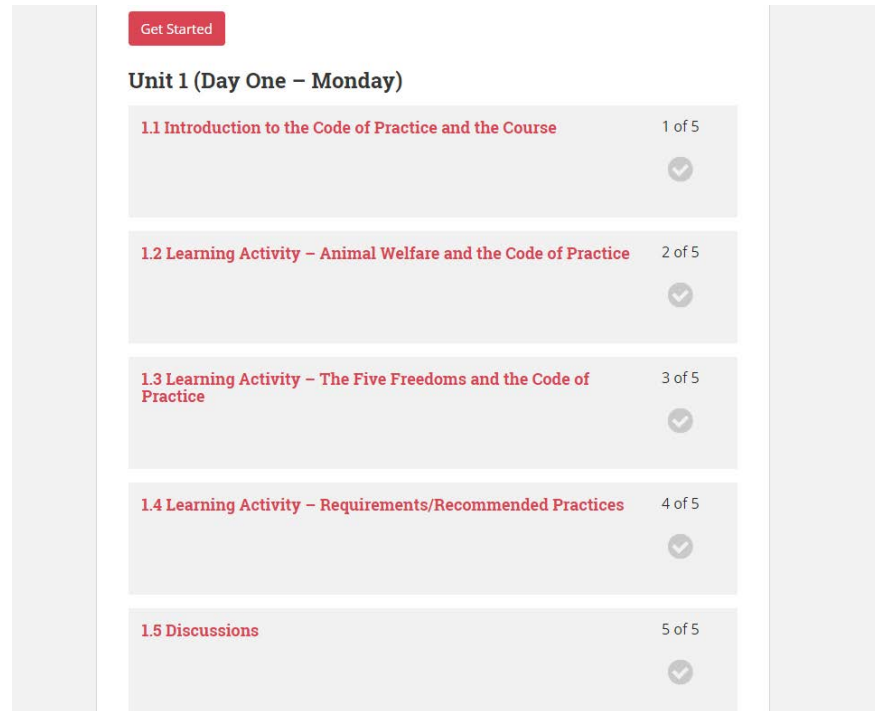 Get Started
Unit 1 (Day One – Monday)
1.1 Introduction to the Code of Practice and the Course
1 of 5
1.2 Learning Activity – Animal Welfare and the Code of Practice
2 of 5
1.3 Learning Activity – The Five Freedoms and the Code of
Practice
3 of 5
1.4 Learning Activity – Requirements/Recommended Practices
4 of 5
1.5 Discussions
5 of 5